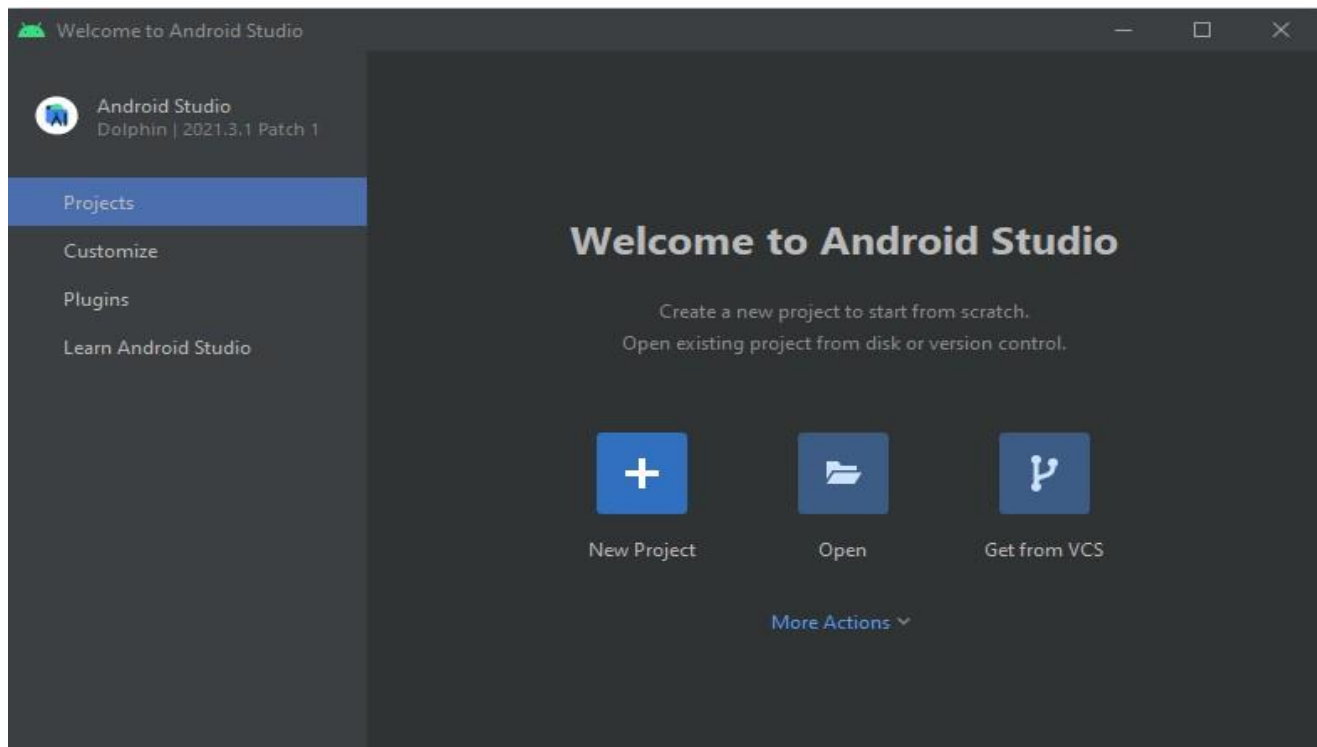 Welcome to Android Studio
Android Studio
Dolphin | 2021.3.1 Patch 1
Projects
Customize
Plugins
Learn Android Studio
Welcome to Android Studio
Create a new project to start from scratch.
Open existing project from disk or version control.
New Project
Open
Get from VCS
More Actions